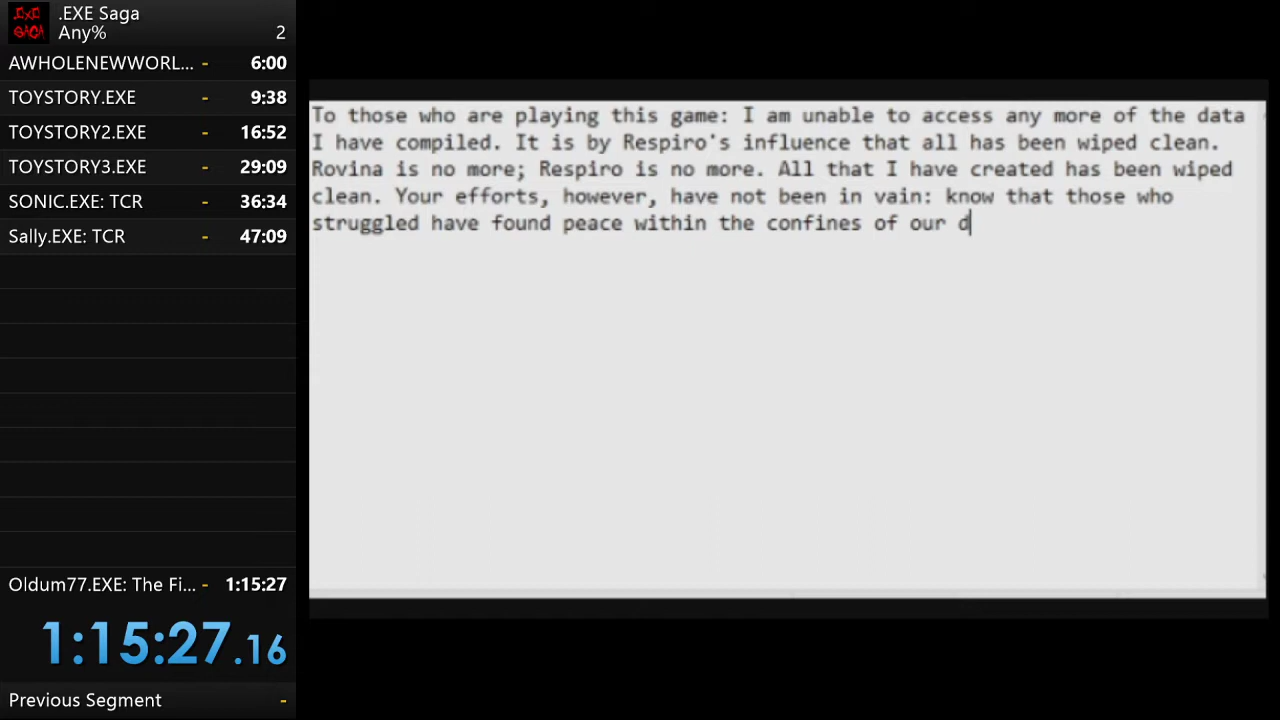 .EXE SAGA
.EXE Saga
Any% 2
AWHOLENEWWORL... - 6:00
TOYSTORY.EXE - 9:38
TOYSTORY2.EXE - 16:52
TOYSTORY3.EXE - 29:09
SONIC.EXE: TCR - 36:34
Sally.EXE: TCR - 47:09
Oldum77.EXE: The Fi... - 1:15:27
1:15:27.16
Previous Segment -
To those who are playing this game: I am unable to access any more of the data
I have compiled. It is by Respiro's influence that all has been wiped clean.
Rovina is no more; Respiro is no more. All that I have created has been wiped
clean. Your efforts, however, have not been in vain: know that those who
struggled have found peace within the confines of our d